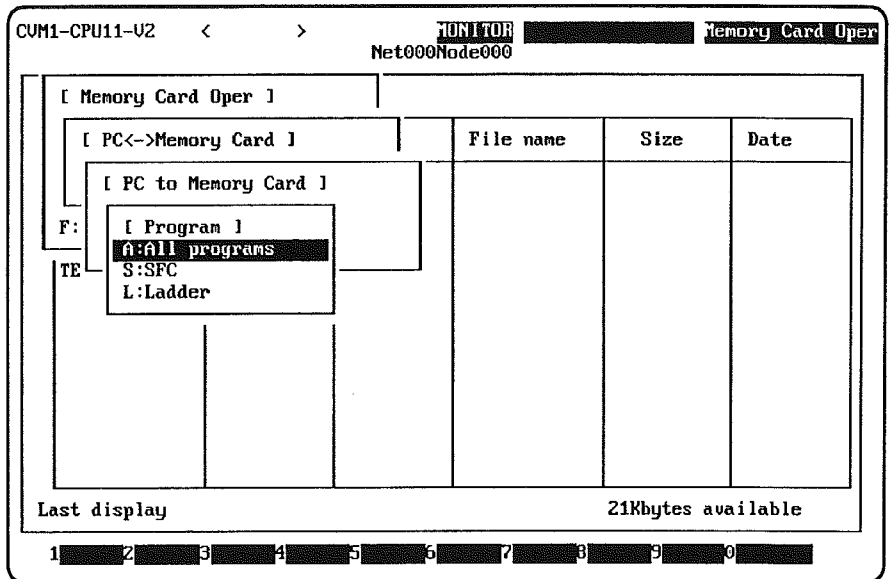 CVM1-CPU11-V2 < > MONITOR Memory Card Oper
Net000Node000
[ Memory Card Oper ]
[ PC<->Memory Card ] File name Size Date
[ PC to Memory Card ]
F: [ Program ]
A:All programs
TE S:SFC
L:Ladder
Last display 21Kbytes available
1 2 3 4 5 6 7 8 9 0